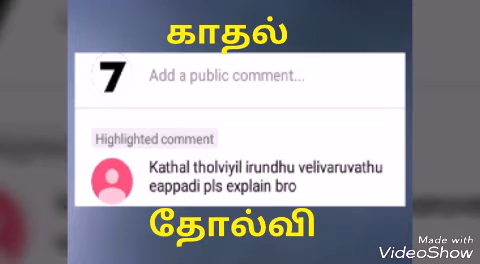 காதல்
7
Add a public comment...
Highlighted comment
Kathal tholviyil irundhu velivaruvathu
eappadi pls explain bro
தோல்வி
Made with
VideoShow